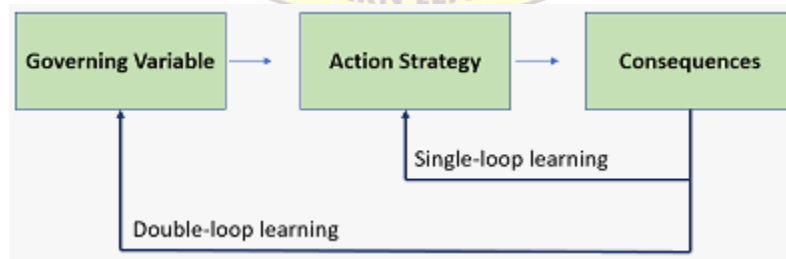 Governing Variable
Action Strategy
Consequences
Single-loop learning
Double-loop learning